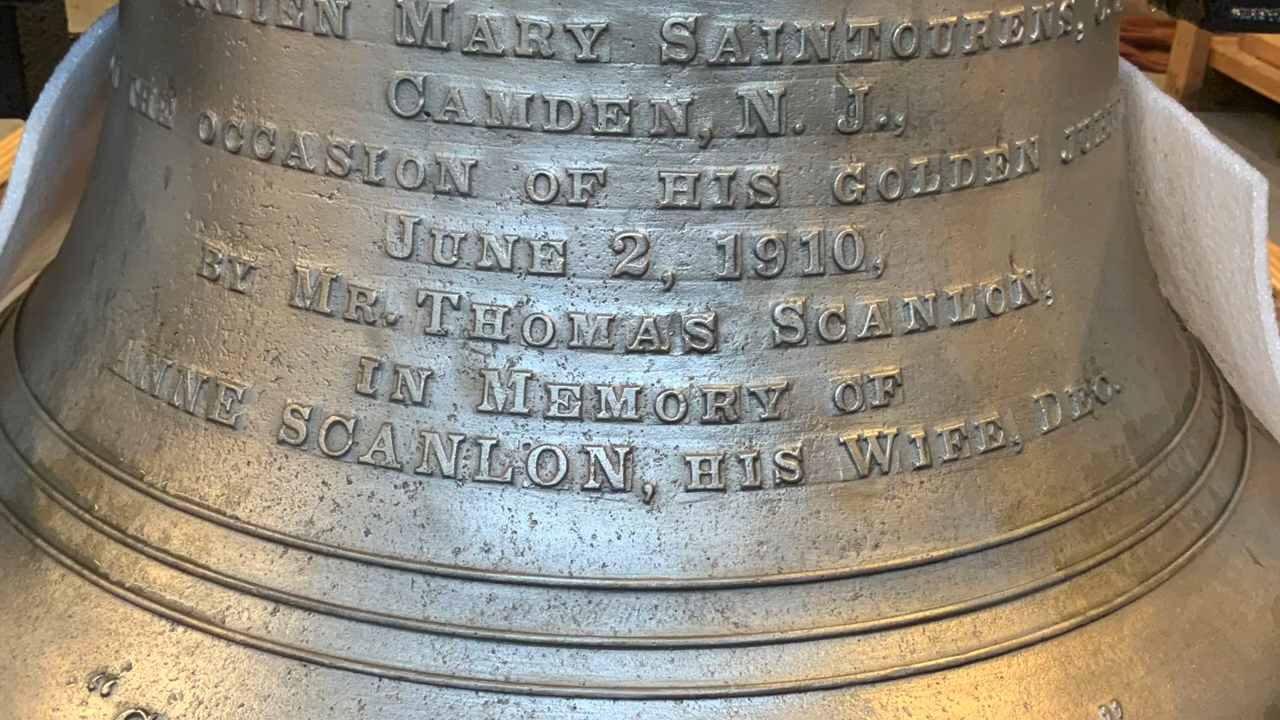 MARY SAINTOURENS,
CAMDEN, N. J.,
THE OCCASION OF HIS GOLDEN
JUNE 2, 1910,
BY MR. THOMAS SCANLON,
IN MEMORY OF
ANNE SCANLON, HIS WIFE, DEC.